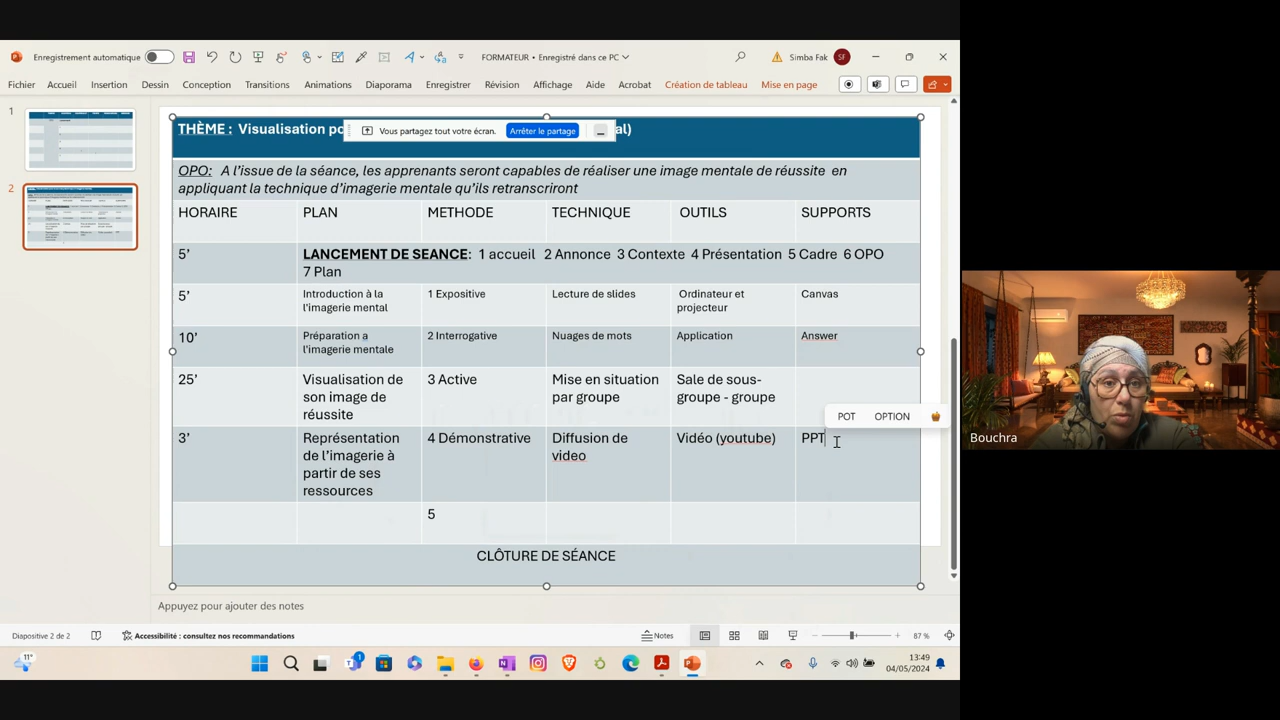 Enregistrement automatique
FORMATEUR • Enregistré dans ce PC
Simba Fak
SF
Fichier Accueil Insertion Dessin Conception Transitions Animations Diaporama Enregistrer Révision Affichage Aide Acrobat Création de tableau Mise en page
1
2
THÈME : Visualisation
al)
Vous partagez tout votre écran. Arrêter le partage
OPO: A l'issue de la séance, les apprenants seront capables de réaliser une image mentale de réussite en
appliquant la technique d'imagerie mentale qu'ils retranscriront
HORAIRE PLAN METHODE TECHNIQUE OUTILS SUPPORTS
5' LANCEMENT DE SEANCE: 1 accueil 2 Annonce 3 Contexte 4 Présentation 5 Cadre 6 OPO
7 Plan
5' Introduction à la 1 Expositive Lecture de slides Ordinateur et Canvas
l'imagerie mental projecteur
10' Préparation a 2 Interrogative Nuages de mots Application Answer
l'imagerie mentale
25' Visualisation de 3 Active Mise en situation Sale de sous-
son image de par groupe groupe - groupe
réussite
POT OPTION
3' Représentation 4 Démonstrative Diffusion de Vidéo (youtube) PPT
de l'imagerie à video
partir de ses
ressources
5
CLÔTURE DE SÉANCE
Appuyez pour ajouter des notes
Diapositive 2 de 2 Accessibilité : consultez nos recommandations Notes 87 %
11°
1
13:49
04/05/2024
Bouchra